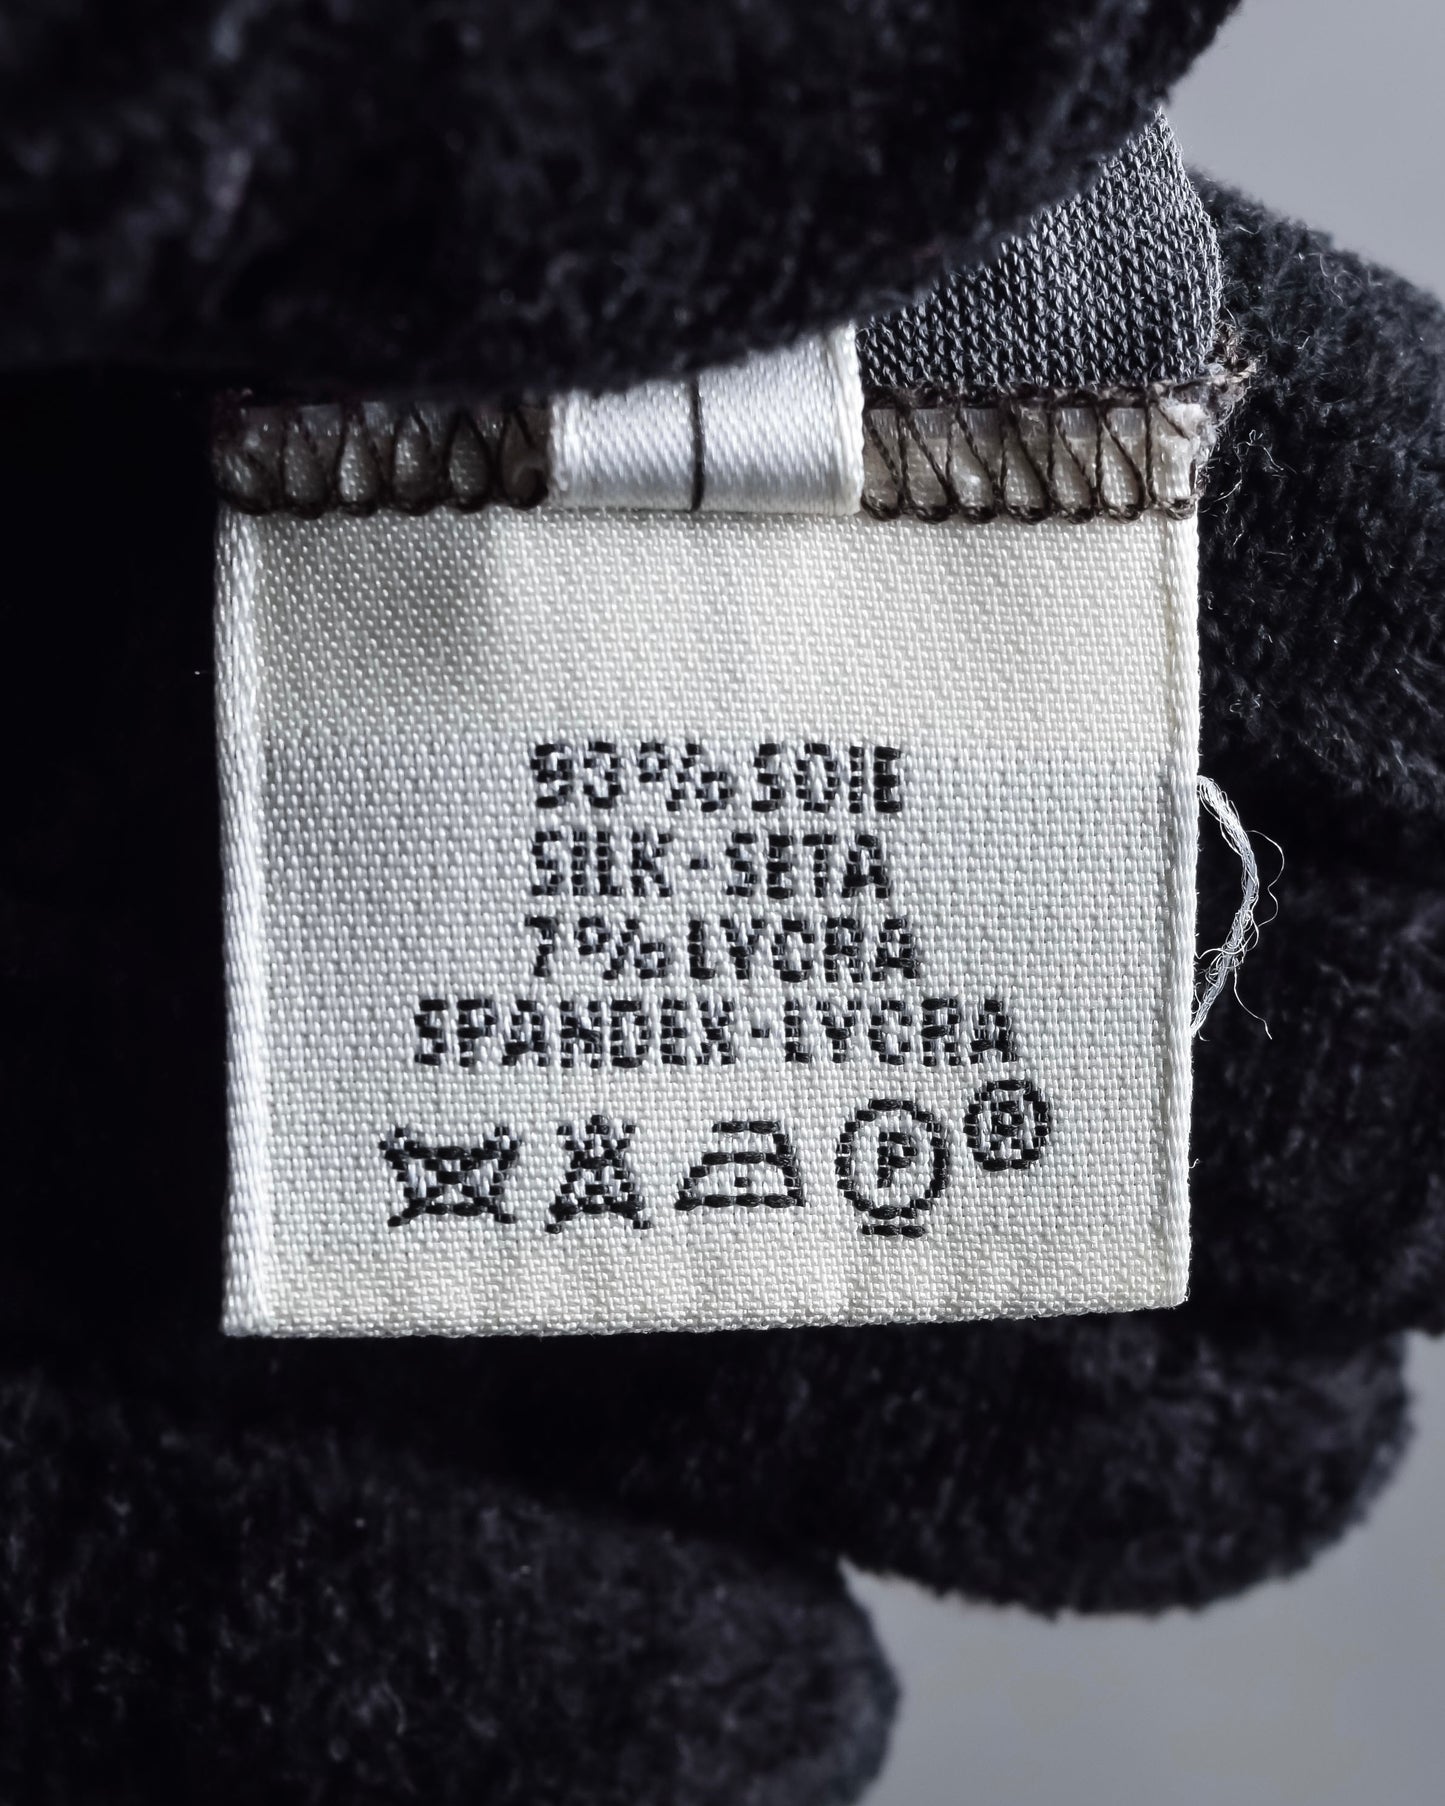 93% SOIE
SILK-SETA
7% LYCRA
SPANDEX-LYCRA
P